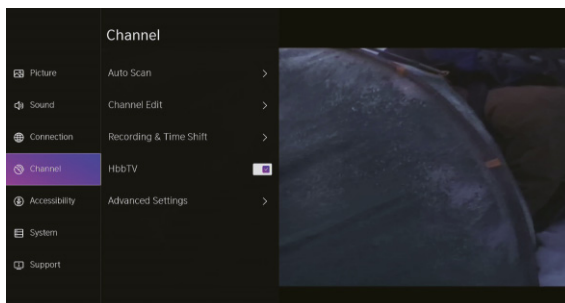 Channel
Picture
Sound
Connection
Channel
Accessibility
System
Support
Auto Scan
Channel Edit
Recording & Time Shift
HbbTV
Advanced Settings